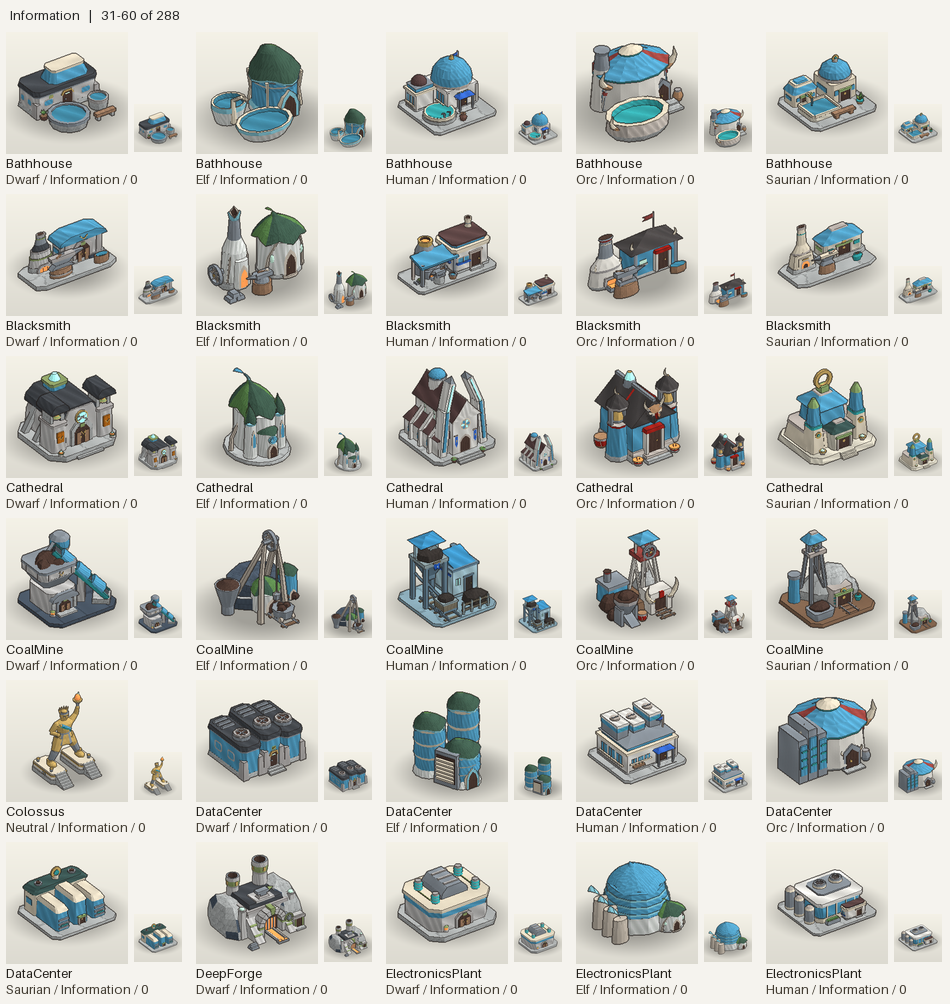 Information | 31-60 of 288
Bathhouse
Dwarf / Information / 0
Bathhouse
Elf / Information / 0
Bathhouse
Human / Information / 0
Bathhouse
Orc / Information / 0
Bathhouse
Saurian / Information / 0
Blacksmith
Dwarf / Information / 0
Blacksmith
Elf / Information / 0
Blacksmith
Human / Information / 0
Blacksmith
Orc / Information / 0
Blacksmith
Saurian / Information / 0
Cathedral
Dwarf / Information / 0
Cathedral
Elf / Information / 0
Cathedral
Human / Information / 0
Cathedral
Orc / Information / 0
Cathedral
Saurian / Information / 0
CoalMine
Dwarf / Information / 0
CoalMine
Elf / Information / 0
CoalMine
Human / Information / 0
CoalMine
Orc / Information / 0
CoalMine
Saurian / Information / 0
Colossus
Neutral / Information / 0
DataCenter
Dwarf / Information / 0
DataCenter
Elf / Information / 0
DataCenter
Human / Information / 0
DataCenter
Orc / Information / 0
DataCenter
Saurian / Information / 0
DeepForge
Dwarf / Information / 0
ElectronicsPlant
Dwarf / Information / 0
ElectronicsPlant
Elf / Information / 0
ElectronicsPlant
Human / Information / 0